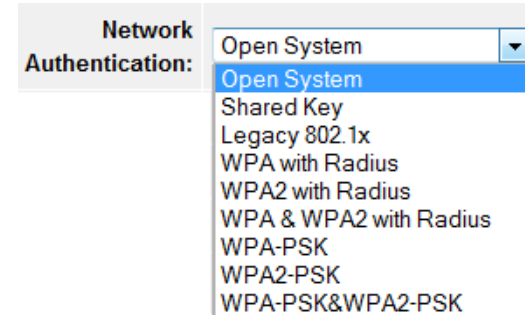 Network
Authentication:
Open System
Open System
Shared Key
Legacy 802.1x
WPA with Radius
WPA2 with Radius
WPA & WPA2 with Radius
WPA-PSK
WPA2-PSK
WPA-PSK&WPA2-PSK